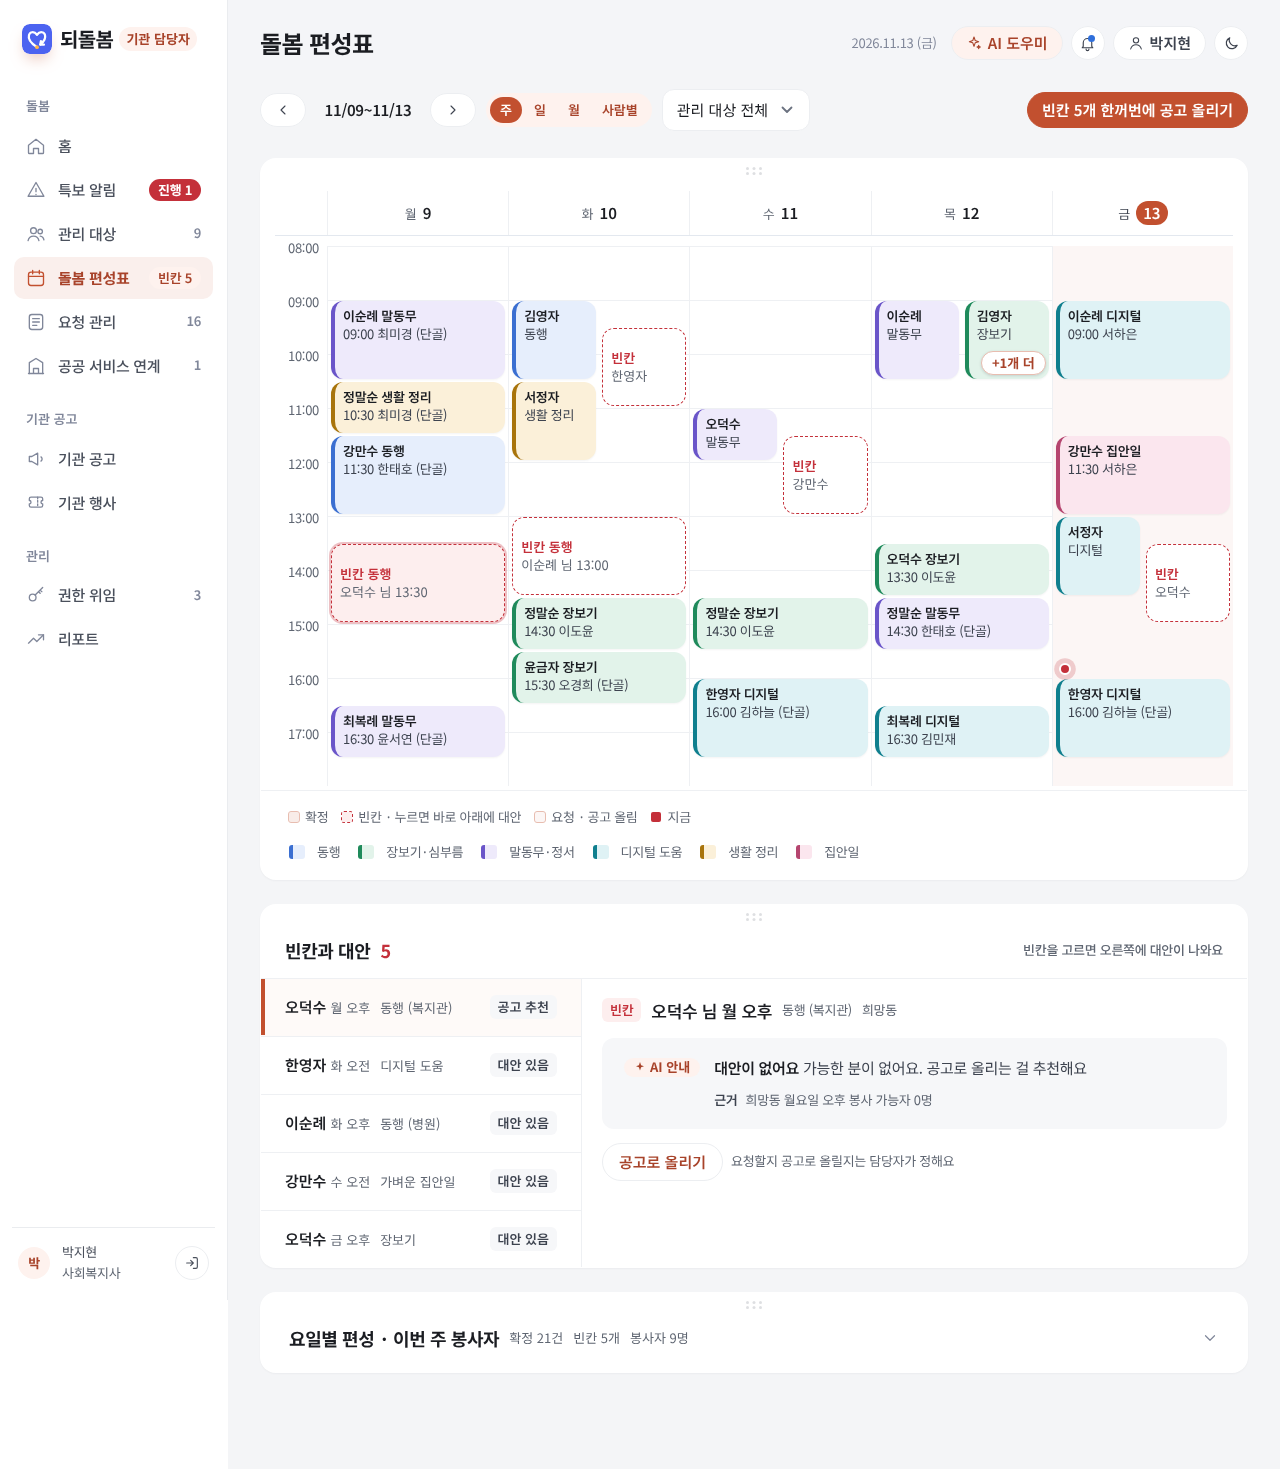 되돌봄 기관 담당자
돌봄
홈
특보 알림 진행 1
관리 대상 9
돌봄 편성표 빈칸 5
요청 관리 16
공공 서비스 연계 1
기관 공고
기관 공고
기관 행사
관리
권한 위임 3
리포트
박 박지현
사회복지사
돌봄 편성표
2026.11.13 (금) AI 도우미 박지현
11/09~11/13 주 일 월 사람별 관리 대상 전체 빈칸 5개 한꺼번에 공고 올리기
월 9 화 10 수 11 목 12 금 13
08:00
09:00
10:00
11:00
12:00
13:00
14:00
15:00
16:00
17:00
이순례 말동무
09:00 최미경 (단골)
정말순 생활 정리
10:30 최미경 (단골)
강만수 동행
11:30 한태호 (단골)
빈칸 동행
오덕수 님 13:30
최복례 말동무
16:30 윤서연 (단골)
김영자
동행
빈칸
한영자
서정자
생활 정리
빈칸 동행
이순례 님 13:00
정말순 장보기
14:30 이도윤
윤금자 장보기
15:30 오경희 (단골)
오덕수
말동무
빈칸
강만수
정말순 장보기
14:30 이도윤
한영자 디지털
16:00 김하늘 (단골)
이순례
말동무
김영자
장보기
+1개 더
오덕수 장보기
13:30 이도윤
정말순 말동무
14:30 한태호 (단골)
최복례 디지털
16:30 김민재
이순례 디지털
09:00 서하은
강만수 집안일
11:30 서하은
서정자
디지털
빈칸
오덕수
한영자 디지털
16:00 김하늘 (단골)
확정 빈칸 · 누르면 바로 아래에 대안 요청 · 공고 올림 지금
동행 장보기·심부름 말동무·정서 디지털 도움 생활 정리 집안일
빈칸과 대안 5
빈칸을 고르면 오른쪽에 대안이 나와요
오덕수 월 오후 동행 (복지관) 공고 추천
한영자 화 오전 디지털 도움 대안 있음
이순례 화 오후 동행 (병원) 대안 있음
강만수 수 오전 가벼운 집안일 대안 있음
오덕수 금 오후 장보기 대안 있음
빈칸 오덕수 님 월 오후 동행 (복지관) 희망동
AI 안내 대안이 없어요 가능한 분이 없어요. 공고로 올리는 걸 추천해요
근거 희망동 월요일 오후 봉사 가능자 0명
공고로 올리기 요청할지 공고로 올릴지는 담당자가 정해요
요일별 편성 · 이번 주 봉사자 확정 21건 빈칸 5개 봉사자 9명